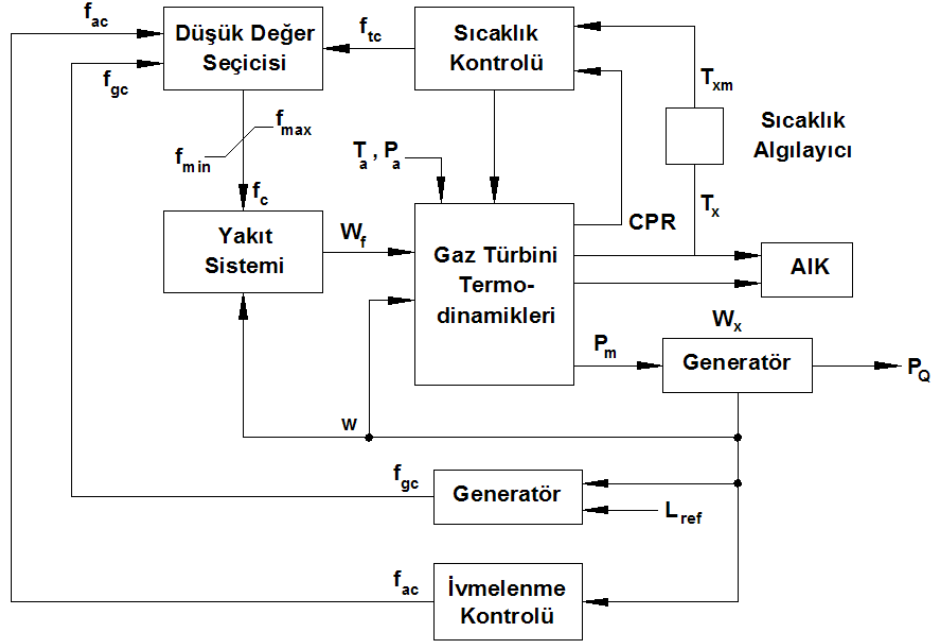 f_ac
Düşük Değer
Seçicisi
f_tc
Sıcaklık
Kontrolü
f_gc
T_xm
f_max
f_min
Sıcaklık
Algılayıcı
T_a , P_a
f_c
T_x
CPR
Yakıt
Sistemi
W_f
Gaz Türbini
Termo-
dinamikleri
AIK
W_x
P_m
Generatör
P_Q
w
f_gc
Generatör
L_ref
f_ac
İvmelenme
Kontrolü